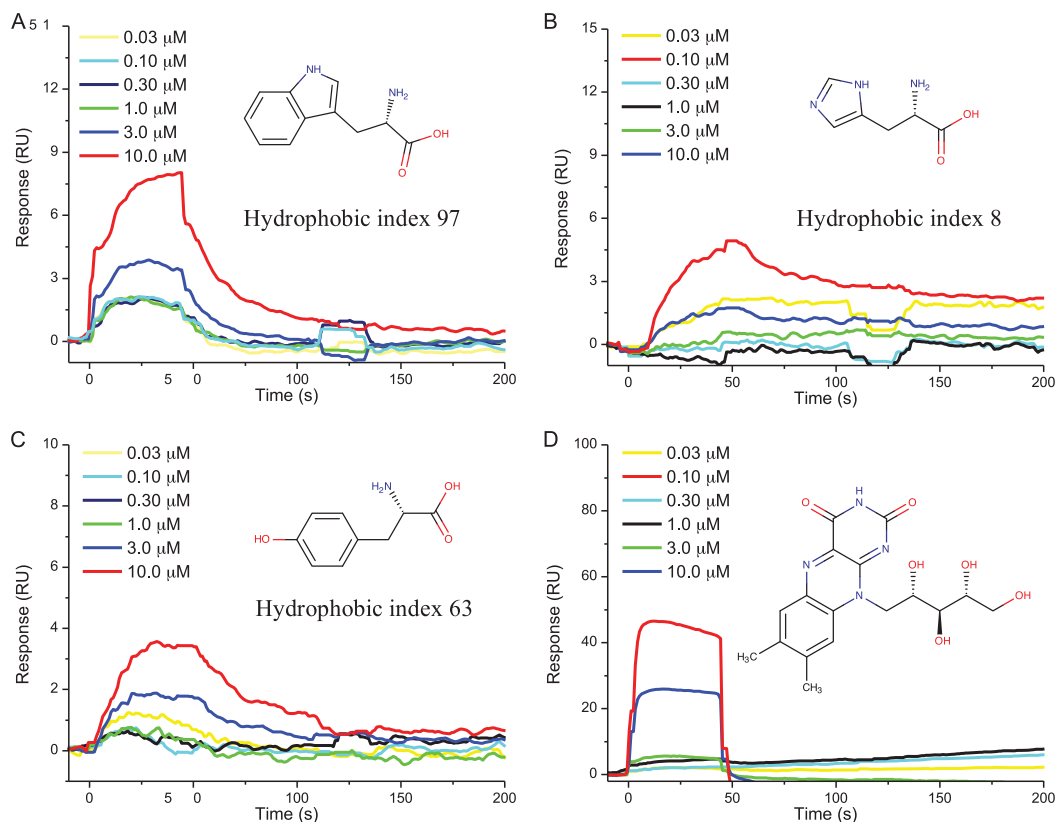 A
5 1
12
9
6
3
0
Response (RU)
0.03 μM
0.10 μM
0.30 μM
1.0 μM
3.0 μM
10.0 μM
NH
NH₂
OH
O
Hydrophobic index 97
0
5 0
100
150
200
Time (s)
B
15
12
9
6
3
0
Response (RU)
0.03 μM
0.10 μM
0.30 μM
1.0 μM
3.0 μM
10.0 μM
NH
N
NH₂
OH
O
Hydrophobic index 8
0
50
100
150
200
Time (s)
C
10
8
6
4
2
0
Response (RU)
0.03 μM
0.10 μM
0.30 μM
1.0 μM
3.0 μM
10.0 μM
H₂N
OH
O
HO
Hydrophobic index 63
0
5 0
100
150
200
Time (s)
D
100
80
60
40
20
0
Response (RU)
0.03 μM
0.10 μM
0.30 μM
1.0 μM
3.0 μM
10.0 μM
H
N
O
O
N
N
N
OH
OH
OH
OH
H₃C
CH₃
0
50
100
150
200
Time (s)